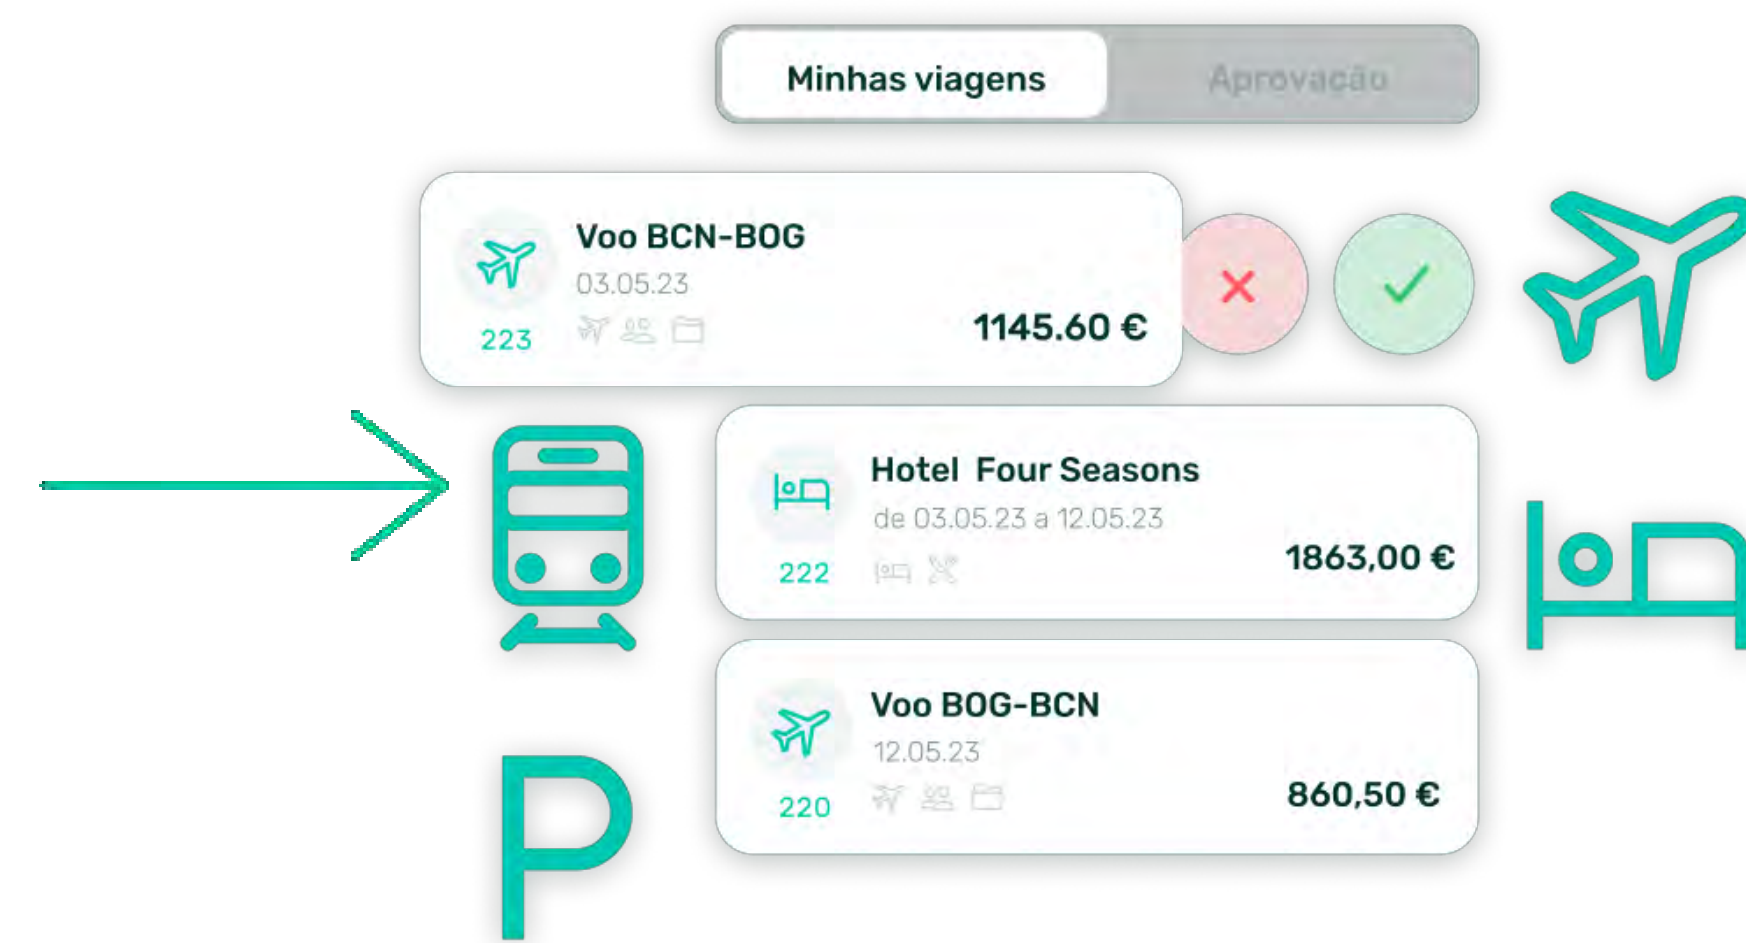 Minhas viagens
Aprovação
Voo BCN-BOG
03.05.23
223
1145.60 €
Hotel Four Seasons
de 03.05.23 a 12.05.23
222
1863,00 €
Voo BOG-BCN
12.05.23
220
860,50 €
P